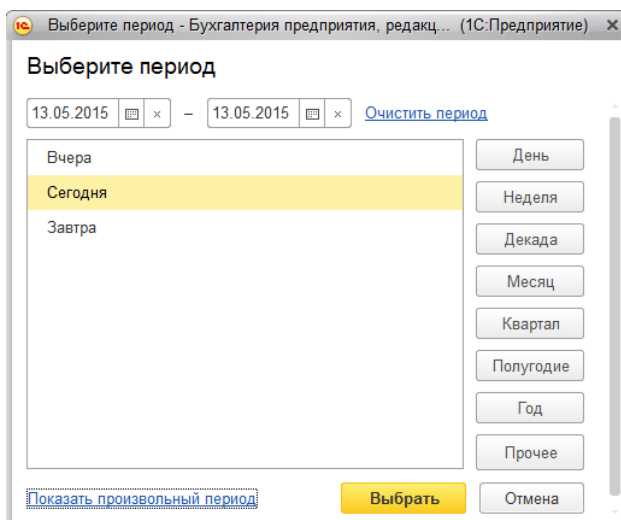 1С Выберите период - Бухгалтерия предприятия, редакц... (1С:Предприятие) ×
Выберите период
13.05.2015 × – 13.05.2015 × Очистить период
Вчера
День
Сегодня
Неделя
Завтра
Декада
Месяц
Квартал
Полугодие
Год
Прочее
Показать произвольный период Выбрать Отмена